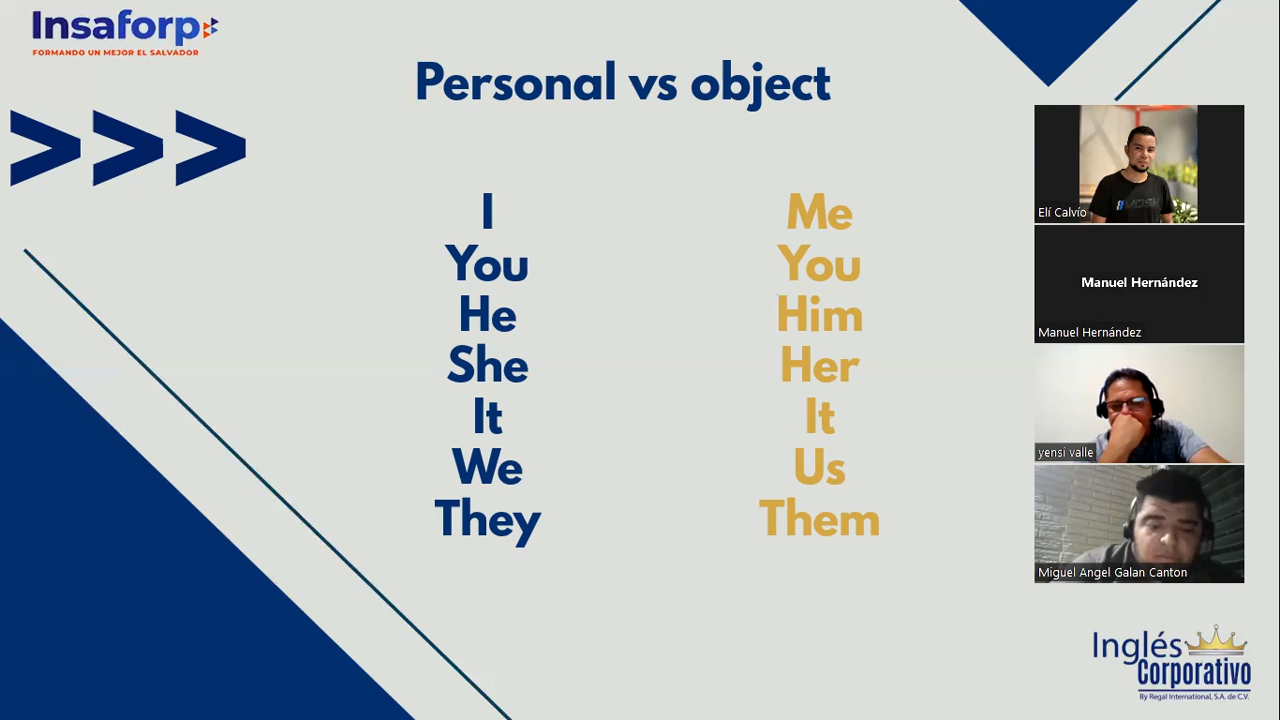 Insaforp
FORMANDO UN MEJOR EL SALVADOR
Personal vs object
>>>
I
You
He
She
It
We
They
Me
You
Him
Her
It
Us
Them
Elí Calvío
Manuel Hernández
Manuel Hernández
yensi valle
Miguel Angel Galan Canton
Inglés
Corporativo
By Regal International, S.A. de C.V.